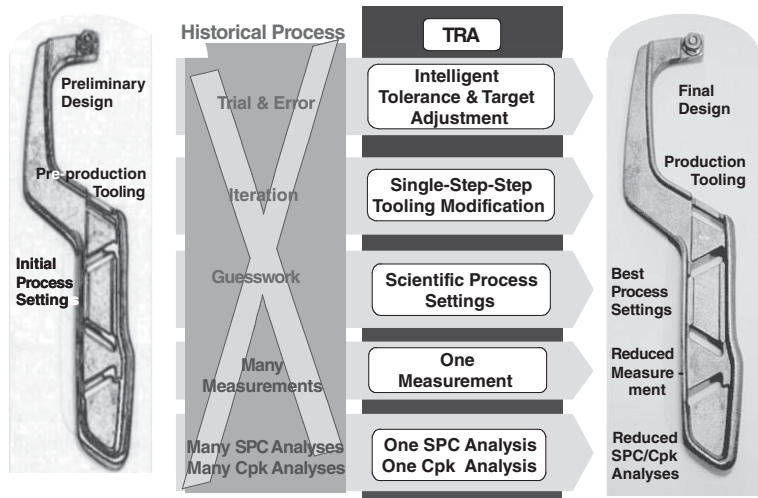 Historical Process
TRA
Preliminary
Design
Trial & Error
Intelligent
Tolerance & Target
Adjustment
Final
Design
Pre-production
Tooling
Iteration
Single-Step-Step
Tooling Modification
Production
Tooling
Initial
Process
Settings
Guesswork
Scientific Process
Settings
Best
Process
Settings
Many
Measurements
One
Measurement
Reduced
Measure-
ment
Many SPC Analyses
Many Cpk Analyses
One SPC Analysis
One Cpk Analysis
Reduced
SPC/Cpk
Analyses